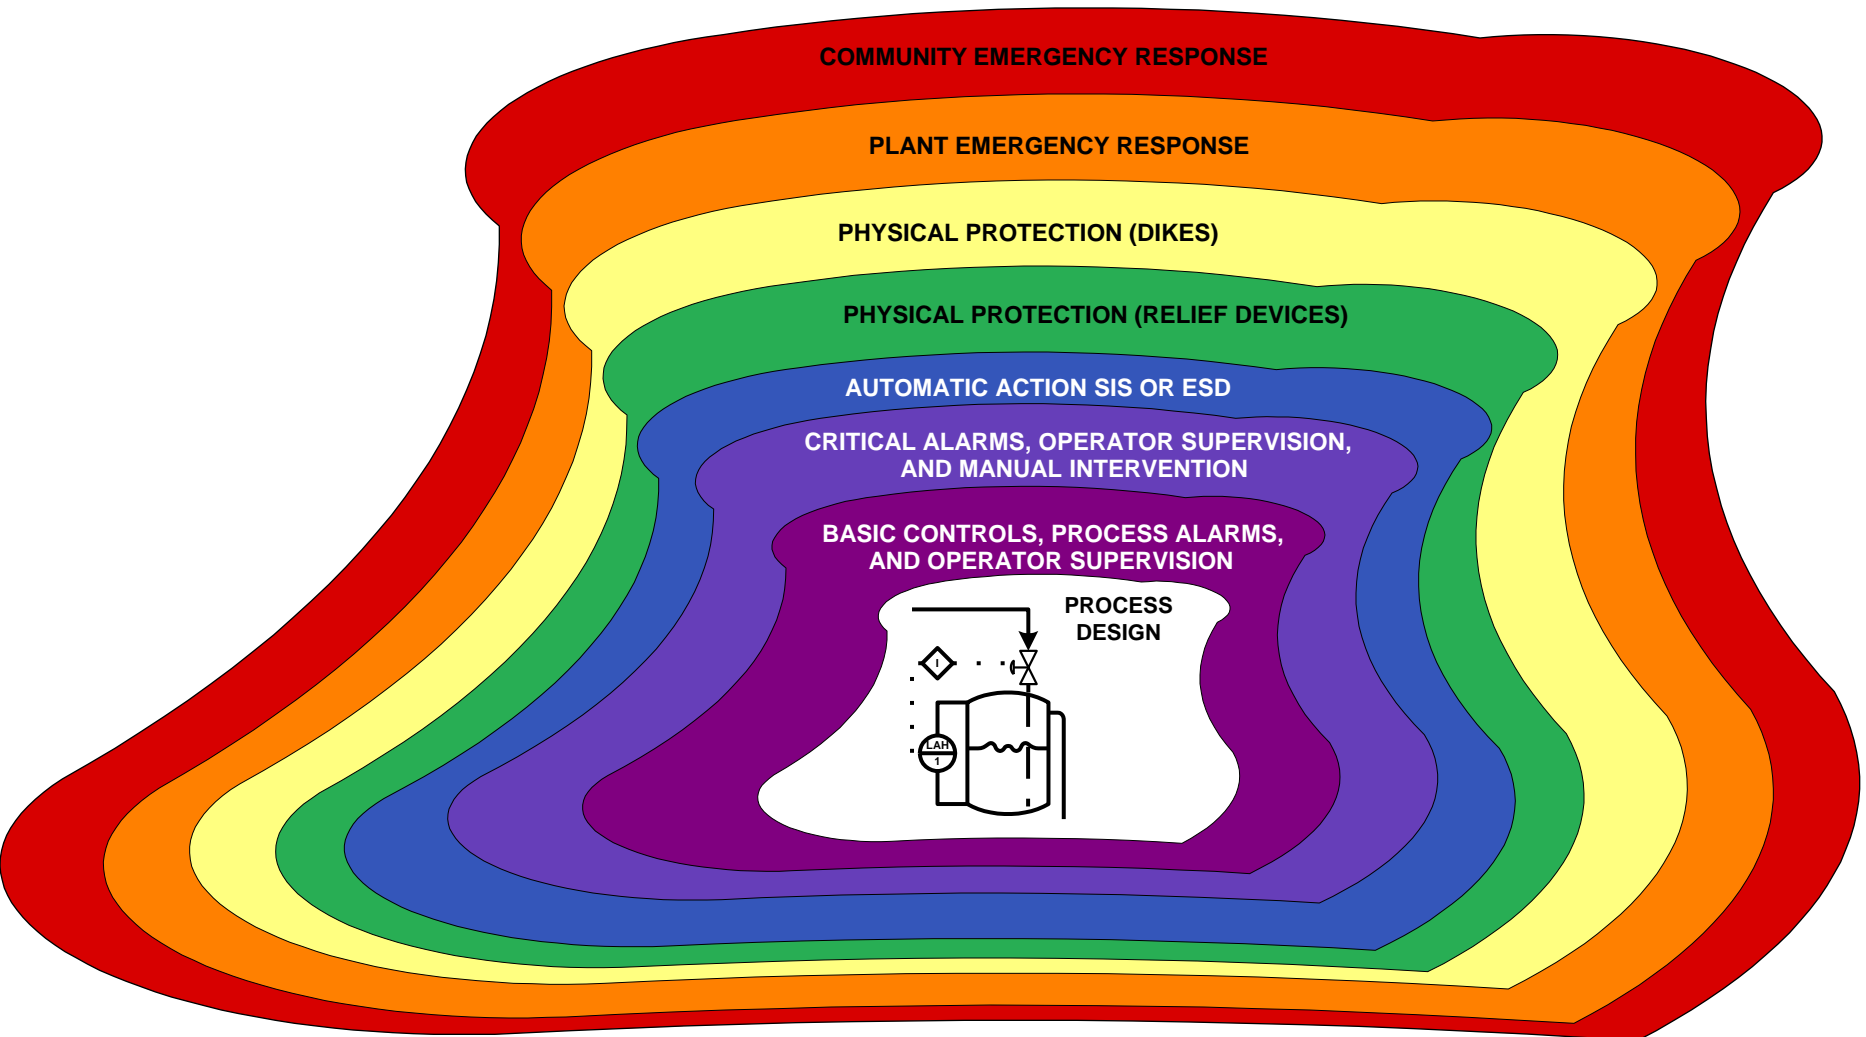 COMMUNITY EMERGENCY RESPONSE
PLANT EMERGENCY RESPONSE
PHYSICAL PROTECTION (DIKES)
PHYSICAL PROTECTION (RELIEF DEVICES)
AUTOMATIC ACTION SIS OR ESD
CRITICAL ALARMS, OPERATOR SUPERVISION,
AND MANUAL INTERVENTION
BASIC CONTROLS, PROCESS ALARMS,
AND OPERATOR SUPERVISION
PROCESS
DESIGN
I
LAH
1